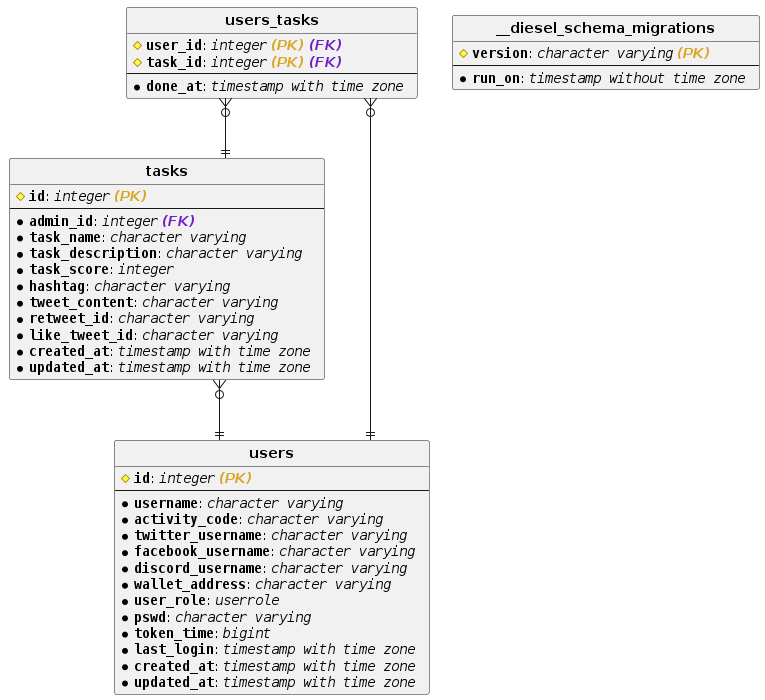 users_tasks
user_id: integer (PK) (FK)
task_id: integer (PK) (FK)
done_at: timestamp with time zone
__diesel_schema_migrations
version: character varying (PK)
run_on: timestamp without time zone
tasks
id: integer (PK)
admin_id: integer (FK)
task_name: character varying
task_description: character varying
task_score: integer
hashtag: character varying
tweet_content: character varying
retweet_id: character varying
like_tweet_id: character varying
created_at: timestamp with time zone
updated_at: timestamp with time zone
users
id: integer (PK)
username: character varying
activity_code: character varying
twitter_username: character varying
facebook_username: character varying
discord_username: character varying
wallet_address: character varying
user_role: userrole
pswd: character varying
token_time: bigint
last_login: timestamp with time zone
created_at: timestamp with time zone
updated_at: timestamp with time zone